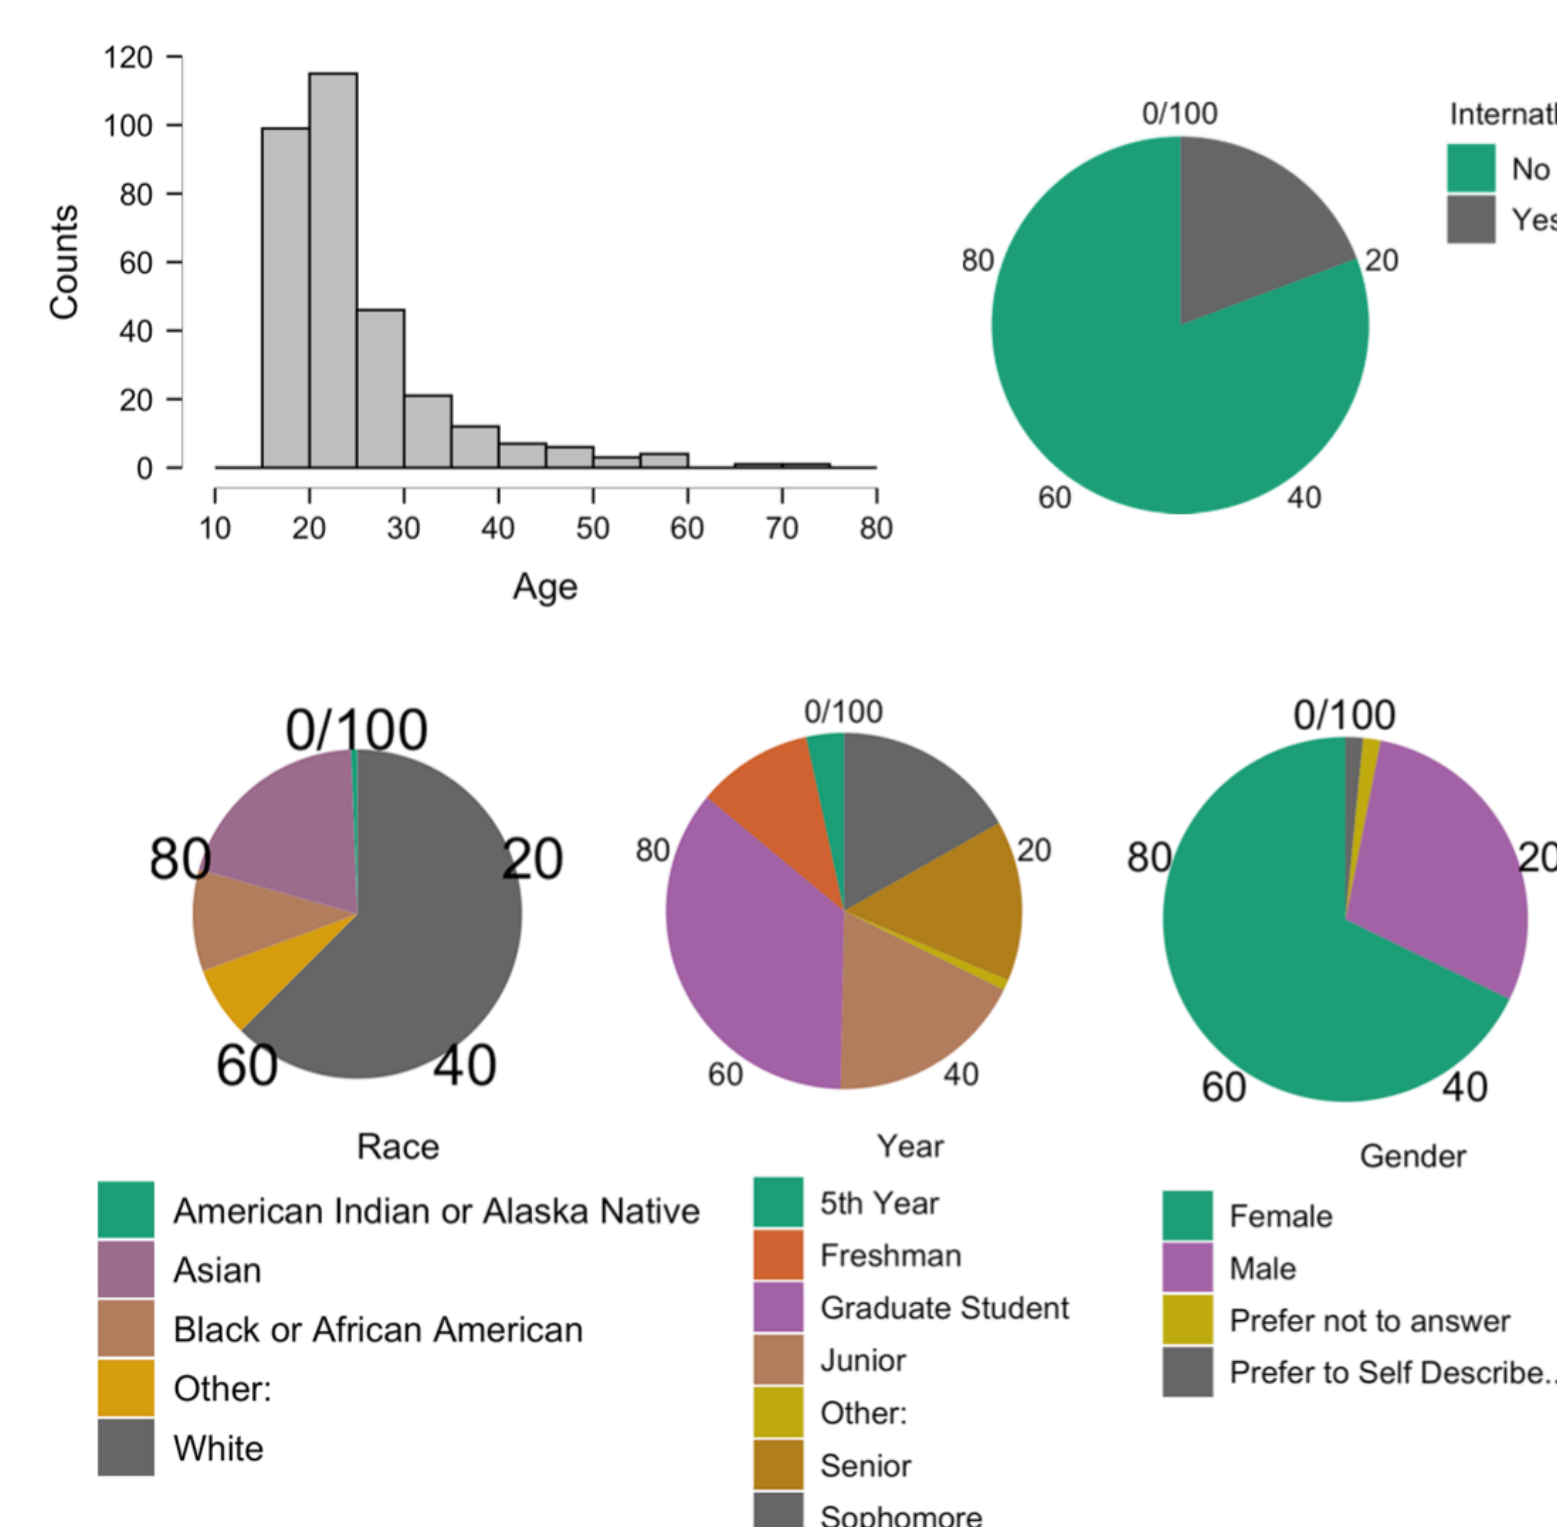 120
100
80
60
40
20
0
Counts
10 20 30 40 50 60 70 80
Age
0/100
20
40
60
80
No
0/100
20
40
60
80
Race
American Indian or Alaska Native
Asian
Black or African American
Other:
White
0/100
20
40
60
80
Year
5th Year
Freshman
Graduate Student
Junior
Other:
Senior
Sophomore
0/100
20
40
60
80
Gender
Female
Male
Prefer not to answer
Prefer to Self Describe..